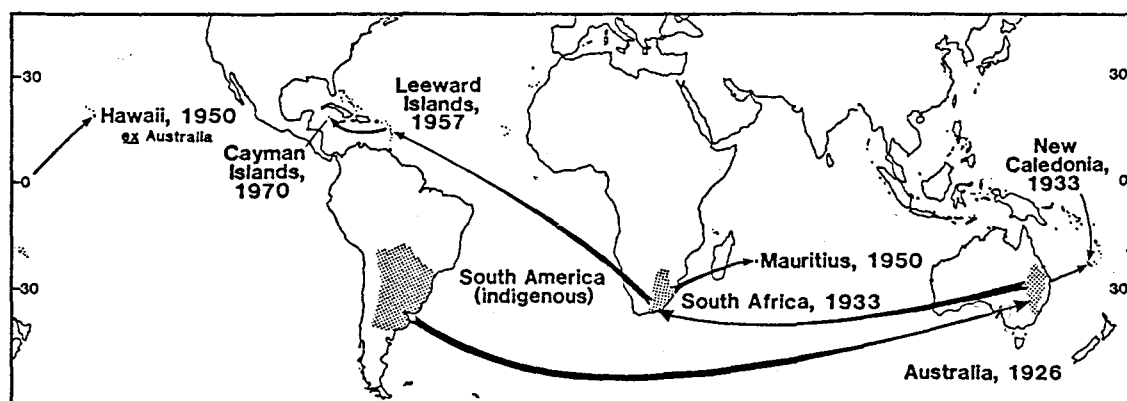 30
30
Leeward
Islands,
1957
Hawaii, 1950
ex Australia
New
Caledonia,
1933
Cayman
Islands,
1970
0
0
South America
(indigenous)
Mauritius, 1950
South Africa, 1933
30
30
Australia, 1926